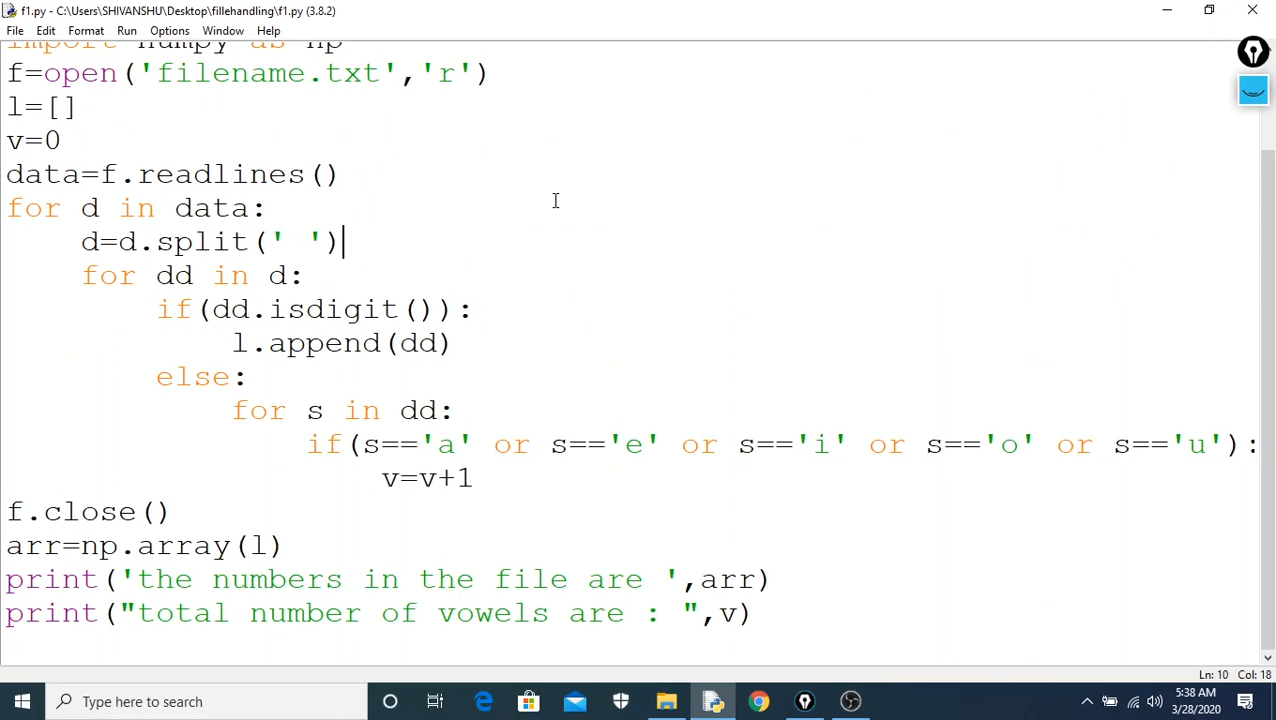 f1.py - C:\Users\SHIVANSHU\Desktop\fillehandling\f1.py (3.8.2)
File Edit Format Run Options Window Help
import numpy as np
f=open('filename.txt','r')
l=[]
v=0
data=f.readlines()
for d in data:
    d=d.split(' ')
    for dd in d:
        if(dd.isdigit()):
            l.append(dd)
        else:
            for s in dd:
                if(s=='a' or s=='e' or s=='i' or s=='o' or s=='u'):
                    v=v+1
f.close()
arr=np.array(l)
print('the numbers in the file are ',arr)
print("total number of vowels are : ",v)
Ln: 10 Col: 18
Type here to search
5:38 AM
3/28/2020